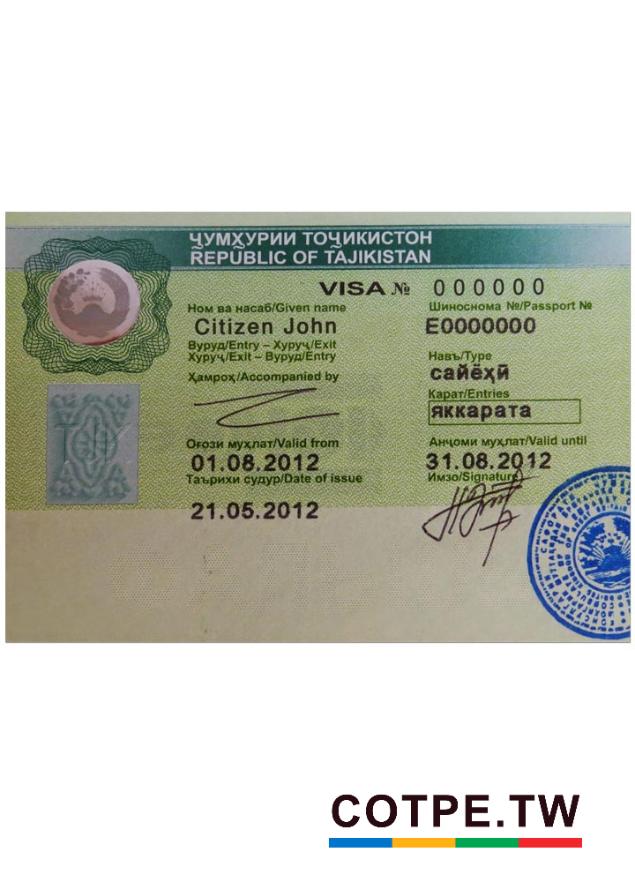 ҶУМҲУРИИ ТОҶИКИСТОН
REPUBLIC OF TAJIKISTAN
VISA № 000000
Ном ва насаб/Given name
Шиноснома №/Passport №
Citizen John
E0000000
Вуруд/Entry – Хуруҷ/Exit
Хуруҷ/Exit – Вуруд/Entry
Навъ/Type
сайёҳӣ
Ҳамроҳ/Accompanied by
Карат/Entries
яккарата
Оғози муҳлат/Valid from
Анҷоми муҳлат/Valid until
01.08.2012
31.08.2012
Таърихи судур/Date of issue
Имзо/Signature
21.05.2012
COTPE.TW